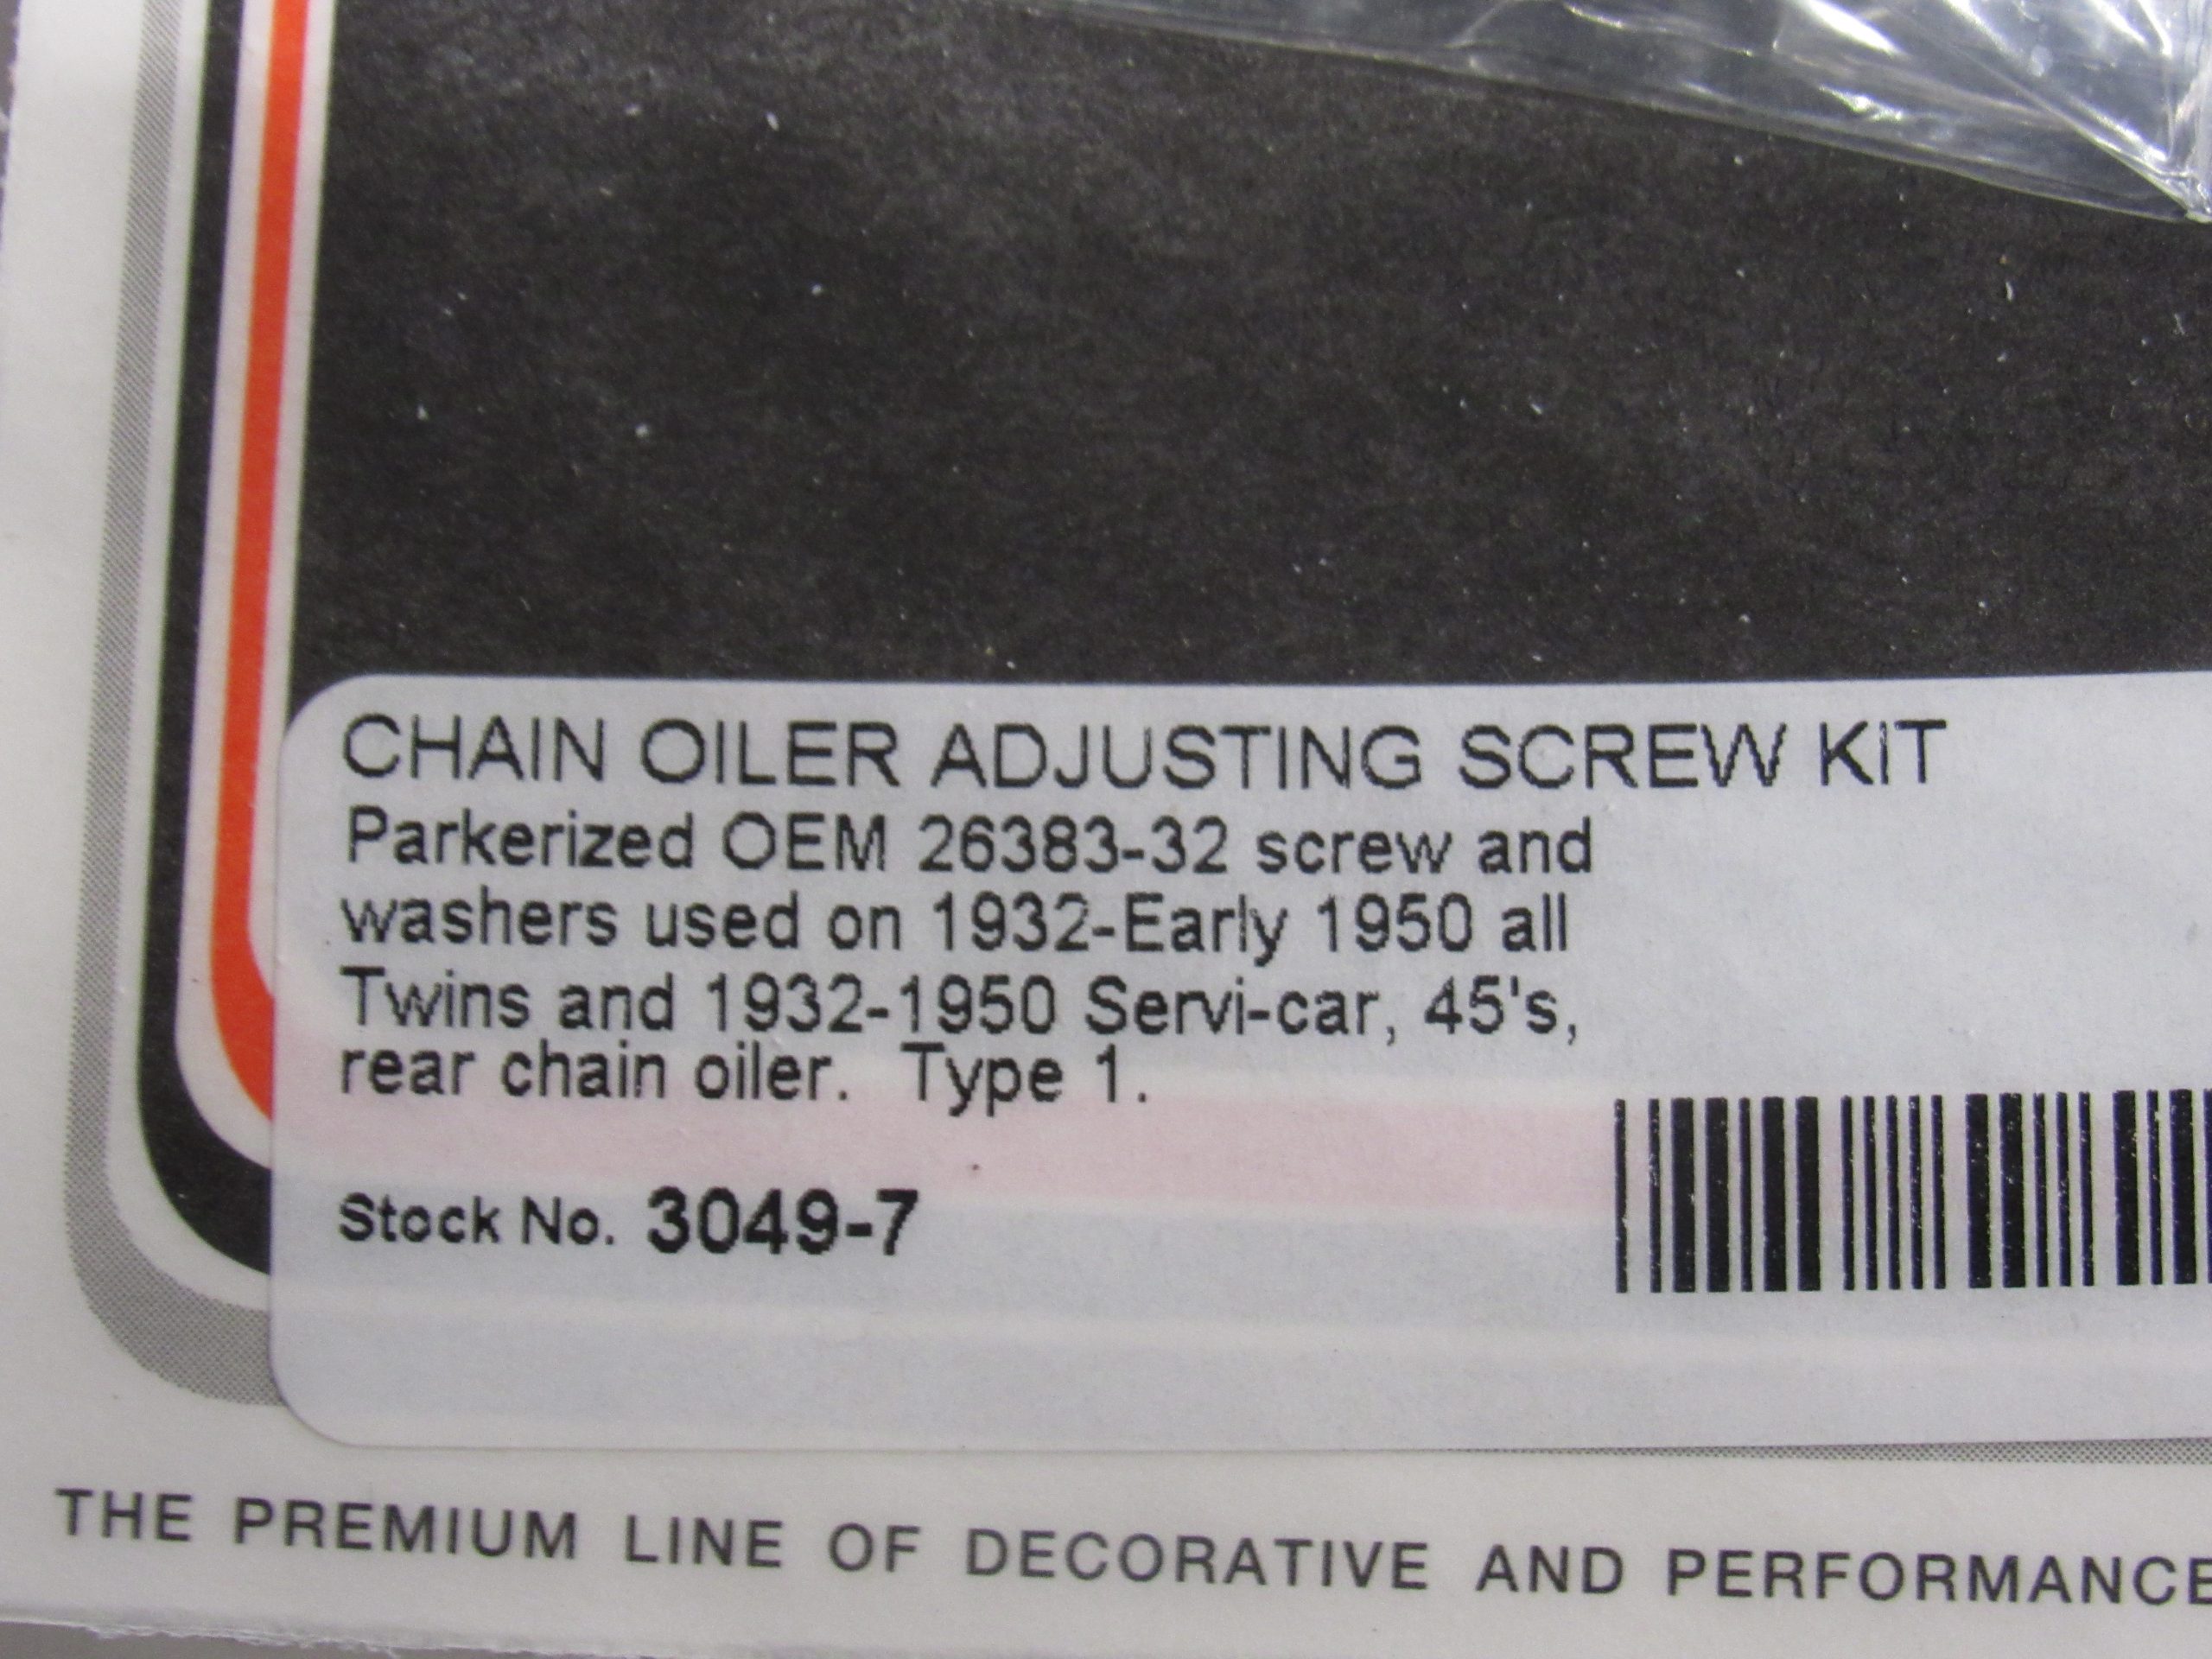 CHAIN OILER ADJUSTING SCREW KIT
Parkerized OEM 26383-32 screw and
washers used on 1932-Early 1950 all
Twins and 1932-1950 Servi-car, 45's,
rear chain oiler.  Type 1.
Stock No. 3049-7
THE PREMIUM LINE OF DECORATIVE AND PERFORMANCE